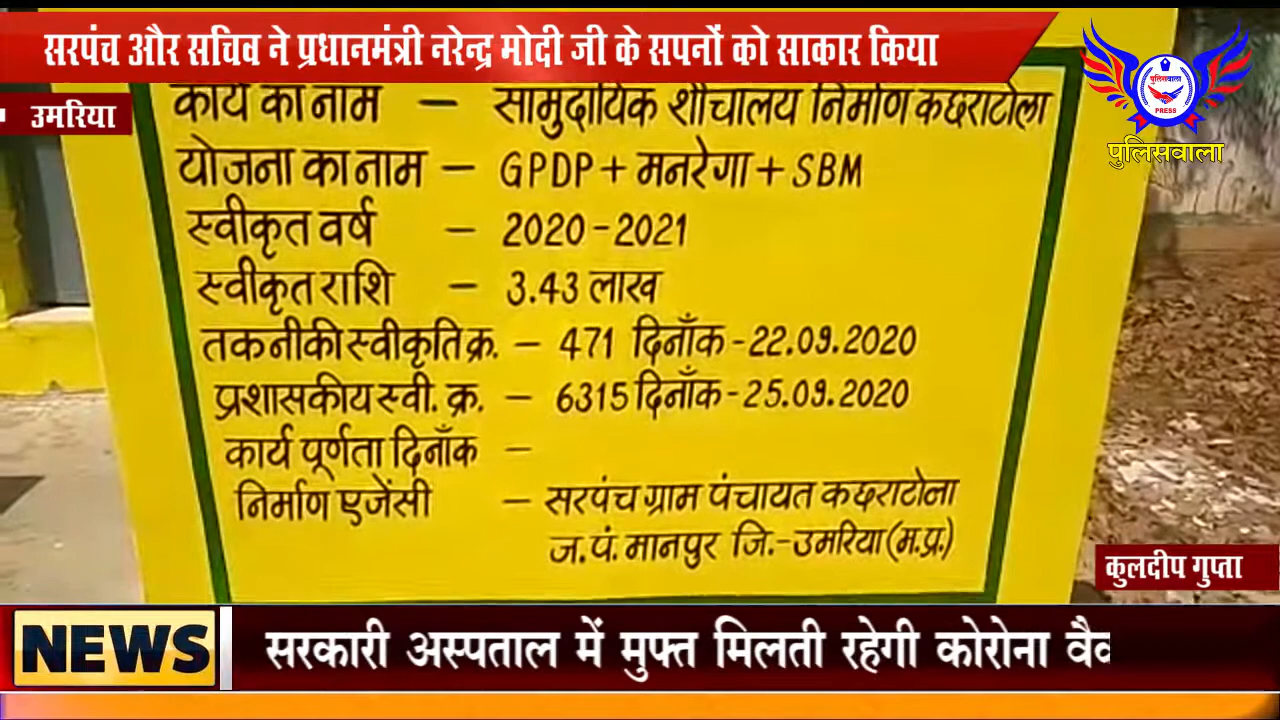 सरपंच और सचिव ने प्रधानमंत्री नरेन्द्र मोदी जी के सपनों को साकार किया
उमरिया
पुलिसवाला
PRESS
पुलिसवाला
कार्य का नाम – सामुदायिक शौचालय निर्माण कछराटोला
योजना का नाम – GPDP + मनरेगा + SBM
स्वीकृत वर्ष – 2020-2021
स्वीकृत राशि – 3.43 लाख
तकनीकी स्वीकृति क्र. – 471 दिनाँक - 22.09.2020
प्रशासकीय स्वी. क्र. – 6315 दिनाँक - 25.09.2020
कार्य पूर्णता दिनाँक –
निर्माण एजेंसी – सरपंच ग्राम पंचायत कछराटोला
ज.पं. मानपुर जि.-उमरिया (म.प्र.)
कुलदीप गुप्ता
NEWS
सरकारी अस्पताल में मुफ्त मिलती रहेगी कोरोना